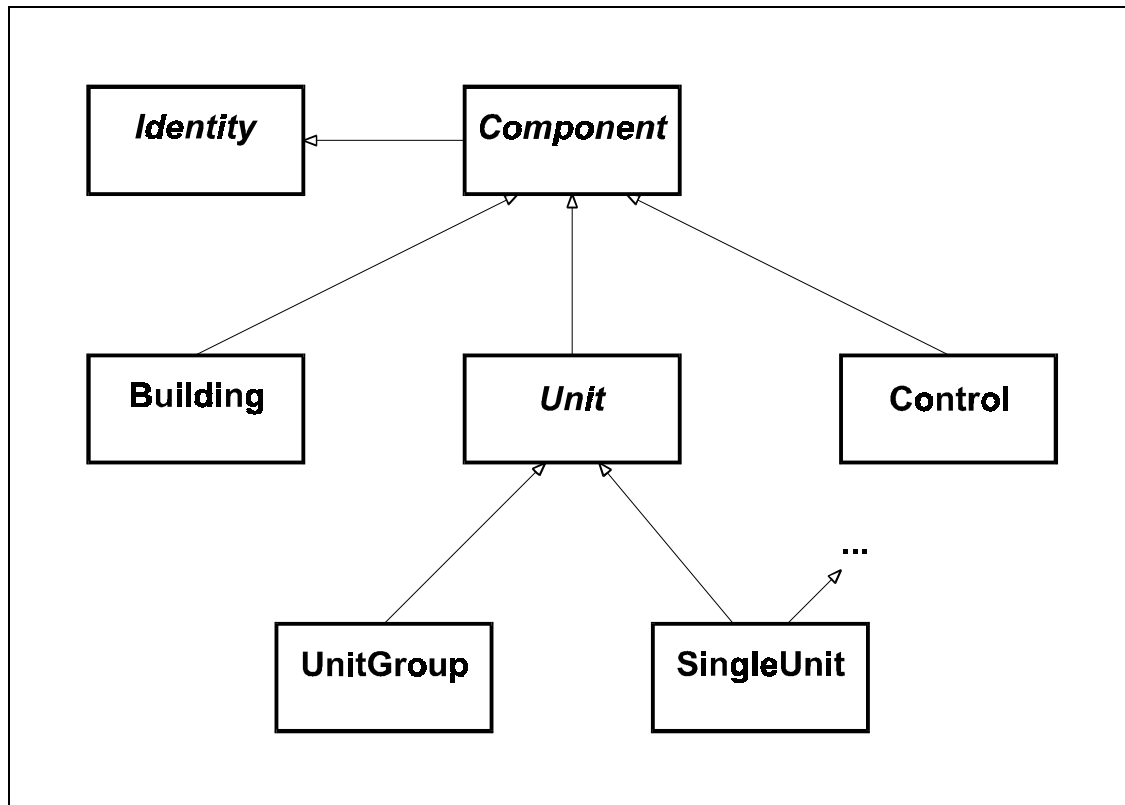 Identity
Component
Building
Unit
Control
...
UnitGroup
SingleUnit